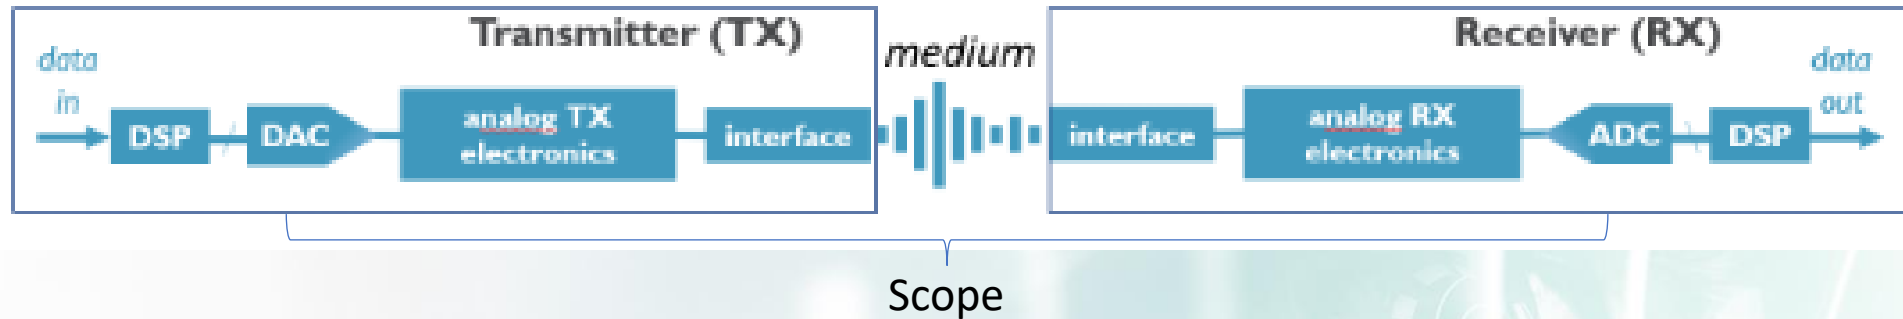 Transmitter (TX)
data
in
DSP
DAC
analog TX
electronics
interface
medium
Receiver (RX)
interface
analog RX
electronics
ADC
DSP
data
out
Scope